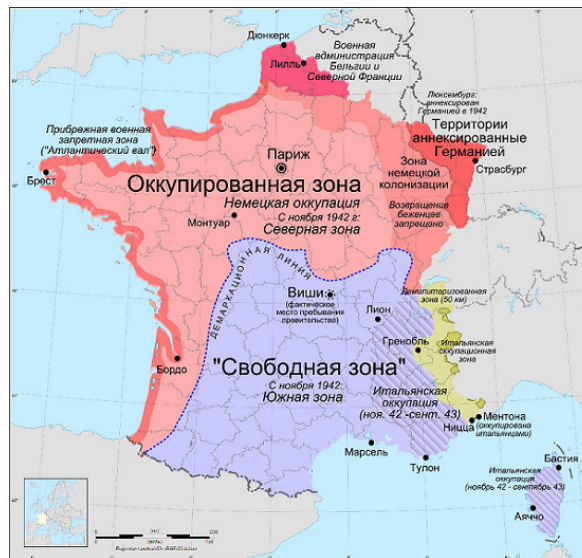 Дюнкерк
Лилль
Военная
администрация
Бельгии и
Северной Франции
Люксембург: аннексирован
Германией в 1942
Территории
аннексированные
Германией
Страсбург
Прибрежная военная
запретная зона
("Атлантический вал")
Брест
Париж
Зона
немецкой
колонизации
Оккупированная зона
Немецкая оккупация
С ноября 1942 г:
Северная зона
Возвращение
беженцев
запрещено
Монтуар
ДЕМАРКАЦИОННАЯ ЛИНИЯ
Виши
(фактическое
место пребывания
правительства)
Демилитаризованная
зона (50 км)
Лион
Гренобль
Итальянская
оккупационная
зона
Бордо
"Свободная зона"
С ноября 1942:
Южная зона
Итальянская
оккупация
(ноя. 42 -сент. 43)
Ментона
(оккупирована
итальянцами)
Ницца
Марсель
Тулон
Бастия
Итальянская
оккупация
(ноябрь 42 - сентябрь 43)
Аяччо